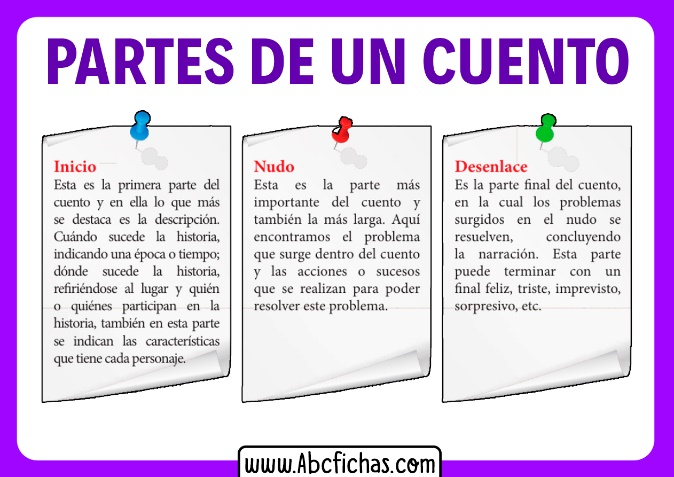 PARTES DE UN CUENTO
Inicio
Esta es la primera parte del
cuento y en ella lo que más
se destaca es la descripción.
Cuándo sucede la historia,
indicando una época o tiempo;
dónde sucede la historia,
refiriéndose al lugar y quién
o quiénes participan en la
historia, también en esta parte
se indican las características
que tiene cada personaje.
Nudo
Esta es la parte más
importante del cuento y
también la más larga. Aquí
encontramos el problema
que surge dentro del cuento
y las acciones o sucesos
que se realizan para poder
resolver este problema.
Desenlace
Es la parte final del cuento,
en la cual los problemas
surgidos en el nudo se
resuelven, concluyendo
la narración. Esta parte
puede terminar con un
final feliz, triste, imprevisto,
sorpresivo, etc.
www.Abcfichas.com